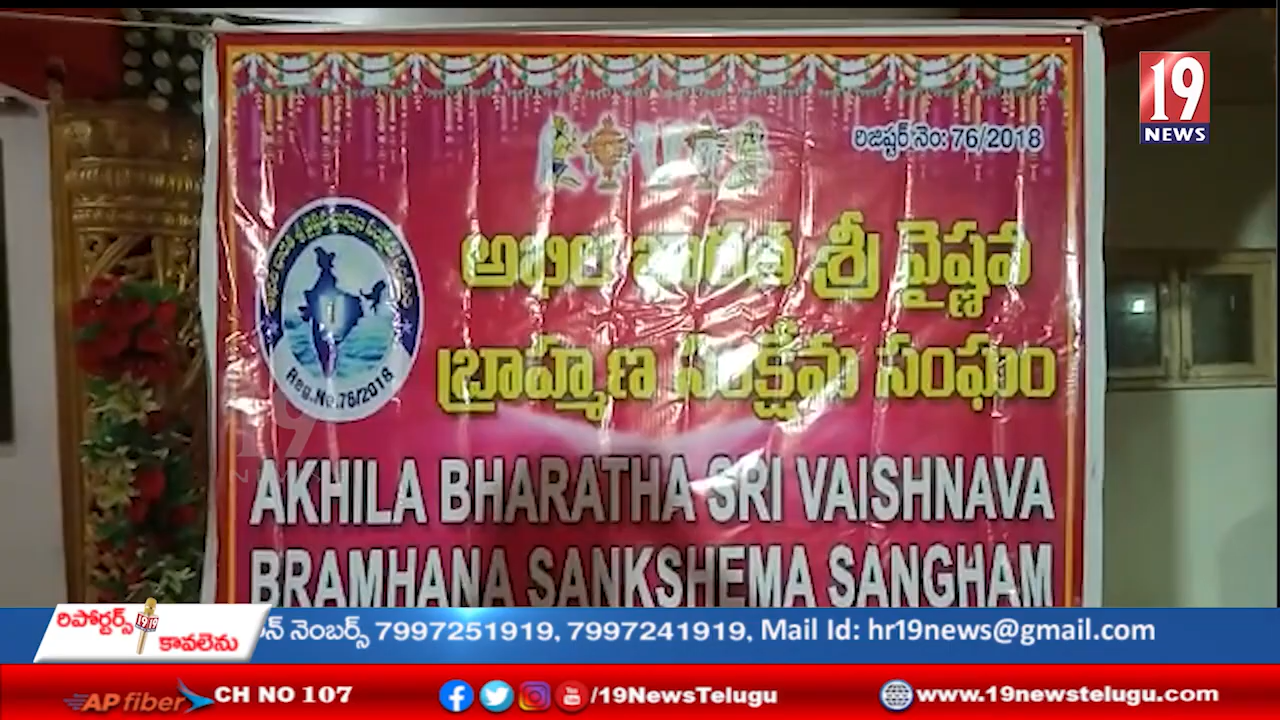 19
NEWS
రిజిష్టర్ నెం: 76/2018
అఖిల భారత శ్రీ వైష్ణవ
బ్రాహ్మణ సంక్షేమ సంఘం
Reg.No.76/2018
AKHILA BHARATHA SRI VAISHNAVA
BRAMHANA SANKSHEMA SANGHAM
రిపోర్టర్స్
కావలెను
న్ నెంబర్స్ 7997251919, 7997241919, Mail Id: hr19news@gmail.com
AP fiber CH NO 107 /19NewsTelugu www.19newstelugu.com